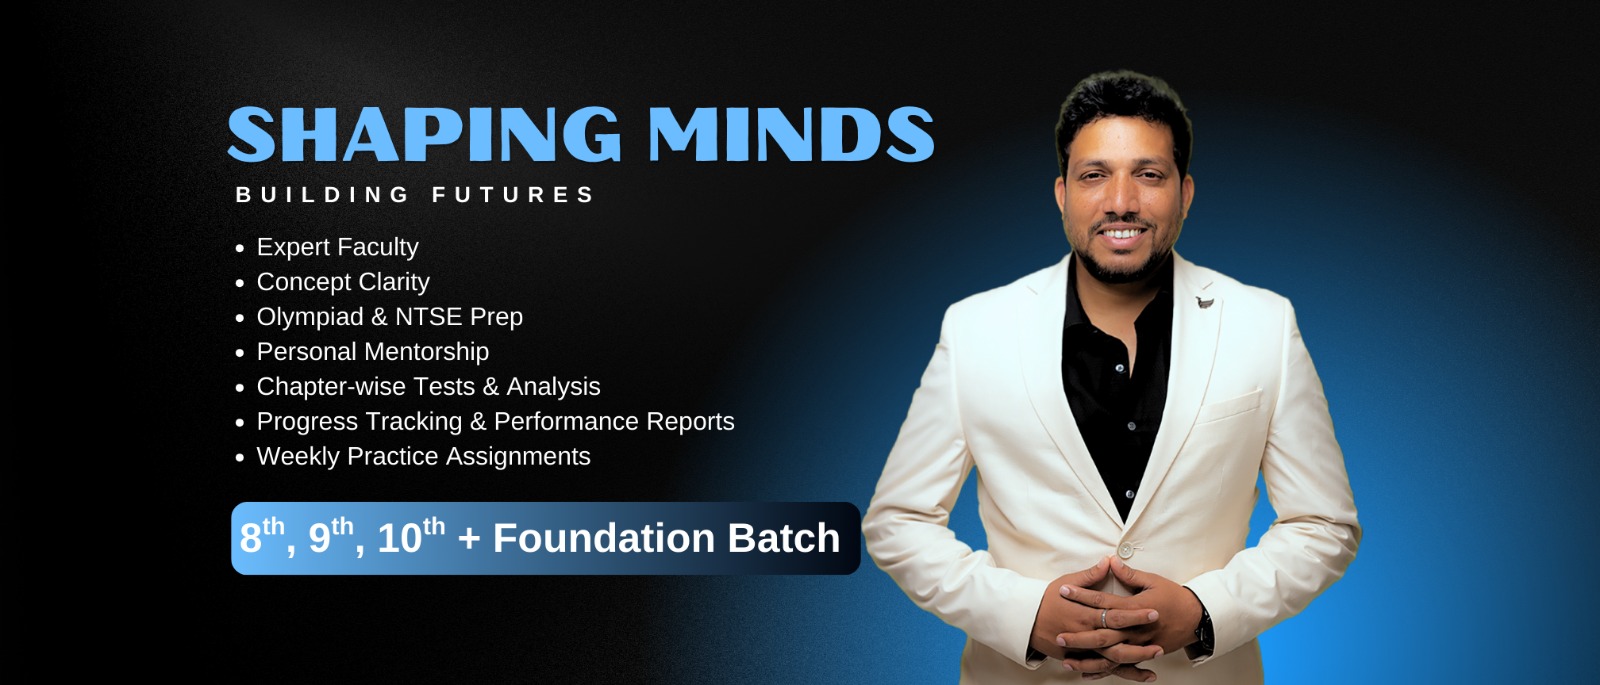 SHAPING MINDS
BUILDING FUTURES
• Expert Faculty
• Concept Clarity
• Olympiad & NTSE Prep
• Personal Mentorship
• Chapter-wise Tests & Analysis
• Progress Tracking & Performance Reports
• Weekly Practice Assignments
8th, 9th, 10th + Foundation Batch